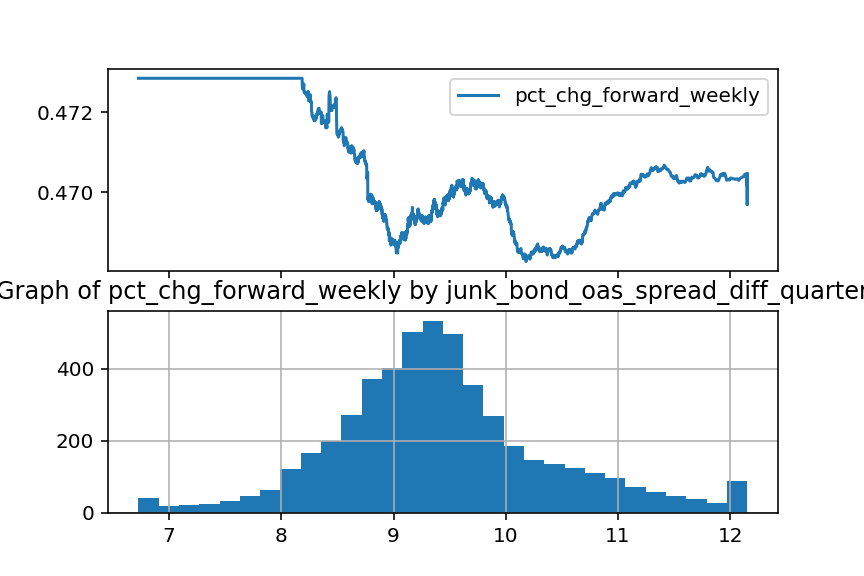 pct_chg_forward_weekly
0.472
0.470
Graph of pct_chg_forward_weekly by junk_bond_oas_spread_diff_quarter
400
200
0
7 8 9 10 11 12